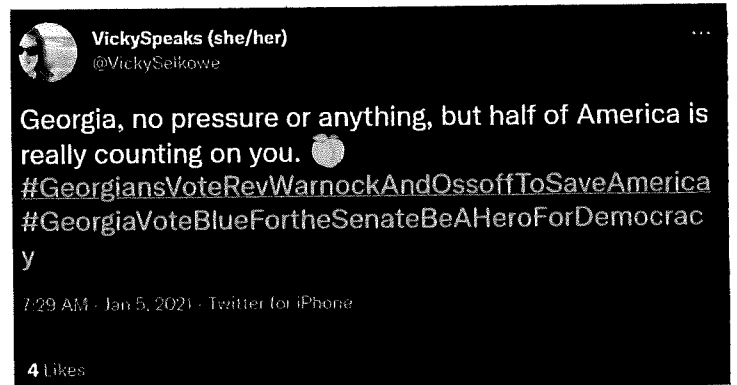 VickySpeaks (she/her)
@VickySelkowe
Georgia, no pressure or anything, but half of America is
really counting on you. 🍑
#GeorgiansVoteRevWarnockAndOssoffToSaveAmerica
#GeorgiaVoteBlueFortheSenateBeAHeroForDemocrac
y
7:29 AM · Jan 5, 2021 · Twitter for iPhone
4 Likes